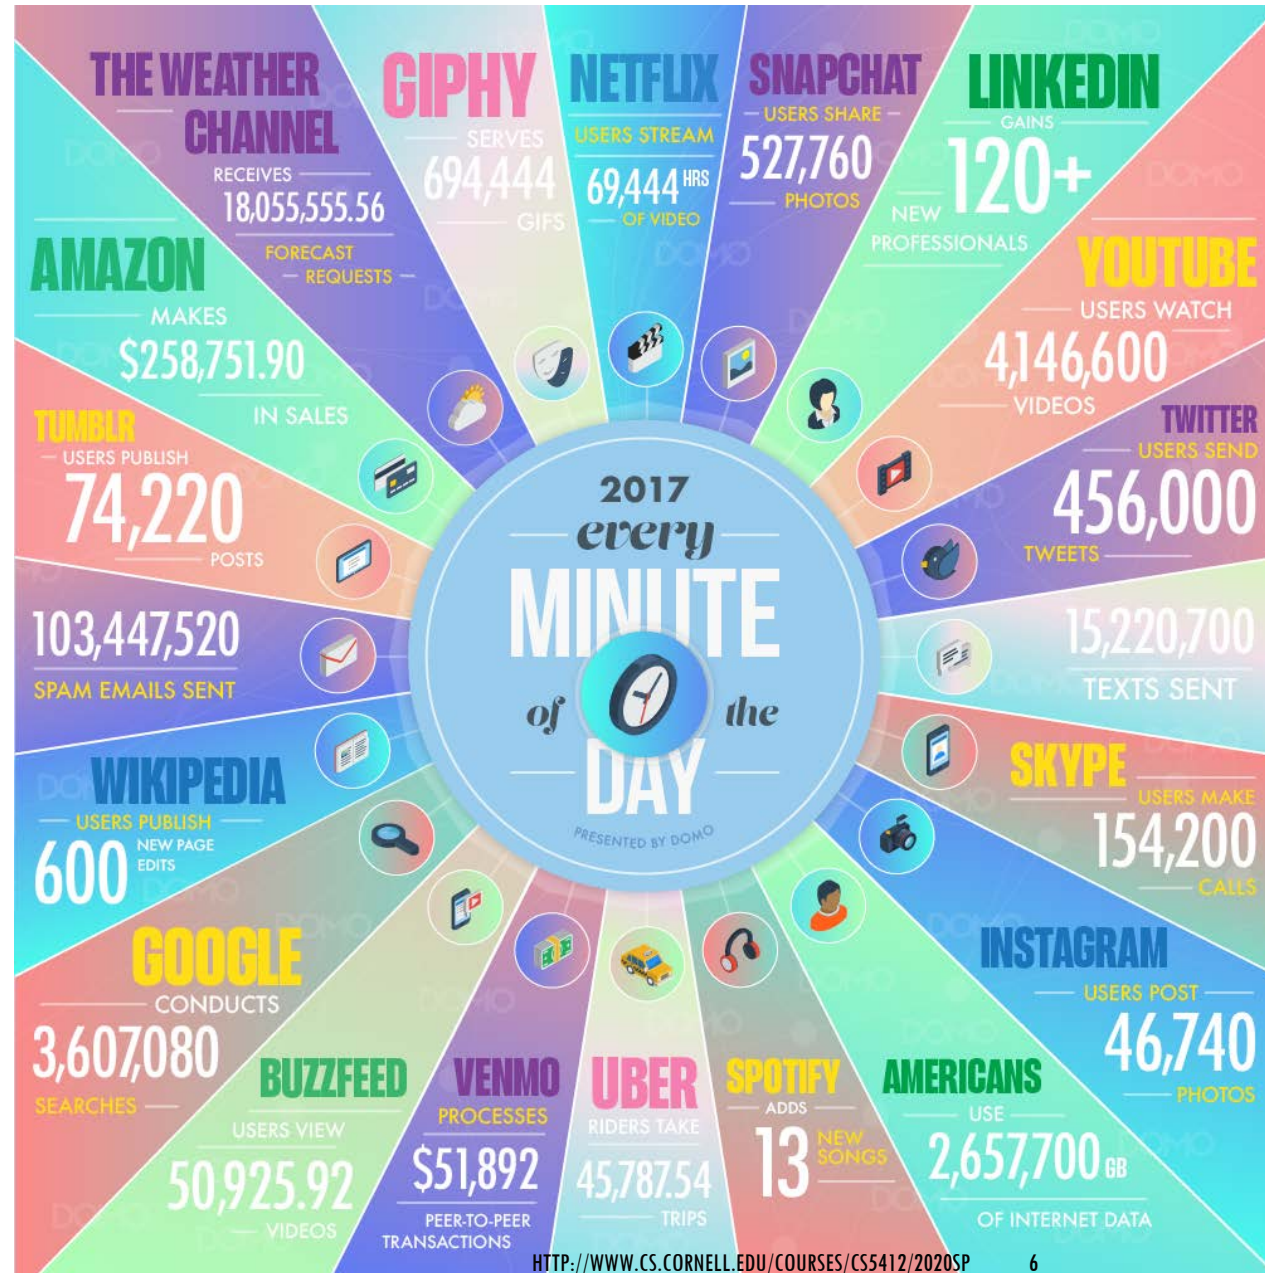 2017
every
MINUTE
of the
DAY
PRESENTED BY DOMO
THE WEATHER
CHANNEL
RECEIVES
18,055,555.56
FORECAST
REQUESTS
GIPHY
SERVES
694,444
GIFS
NETFLIX
USERS STREAM
69,444 HRS
OF VIDEO
SNAPCHAT
USERS SHARE
527,760
PHOTOS
LINKEDIN
GAINS
120+
NEW
PROFESSIONALS
YOUTUBE
USERS WATCH
4,146,600
VIDEOS
TWITTER
USERS SEND
456,000
TWEETS
15,220,700
TEXTS SENT
SKYPE
USERS MAKE
154,200
CALLS
INSTAGRAM
USERS POST
46,740
PHOTOS
AMERICANS
USE
2,657,700 GB
OF INTERNET DATA
SPOTIFY
ADDS
13 NEW
SONGS
UBER
RIDERS TAKE
45,787.54
TRIPS
VENMO
PROCESSES
$51,892
PEER-TO-PEER
TRANSACTIONS
BUZZFEED
USERS VIEW
50,925.92
VIDEOS
GOOGLE
CONDUCTS
3,607,080
SEARCHES
WIKIPEDIA
USERS PUBLISH
600 NEW PAGE
EDITS
103,447,520
SPAM EMAILS SENT
TUMBLR
USERS PUBLISH
74,220
POSTS
AMAZON
MAKES
$258,751.90
IN SALES
HTTP://WWW.CS.CORNELL.EDU/COURSES/CS5412/2020SP 6